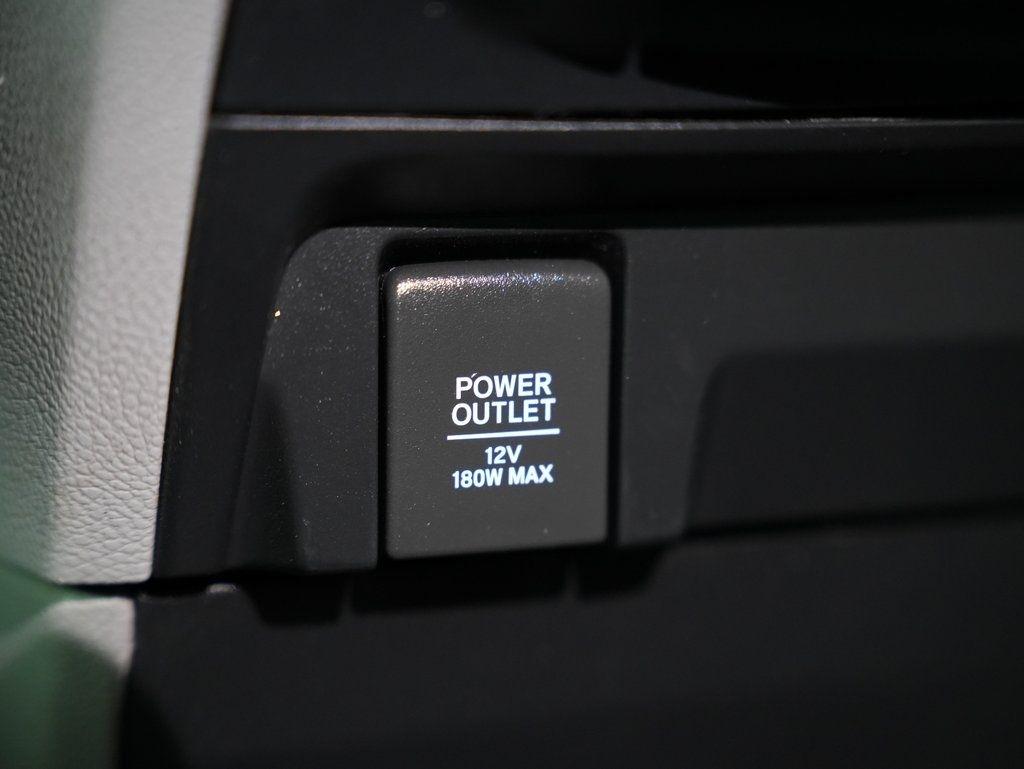 POWER
OUTLET
12V
180W MAX